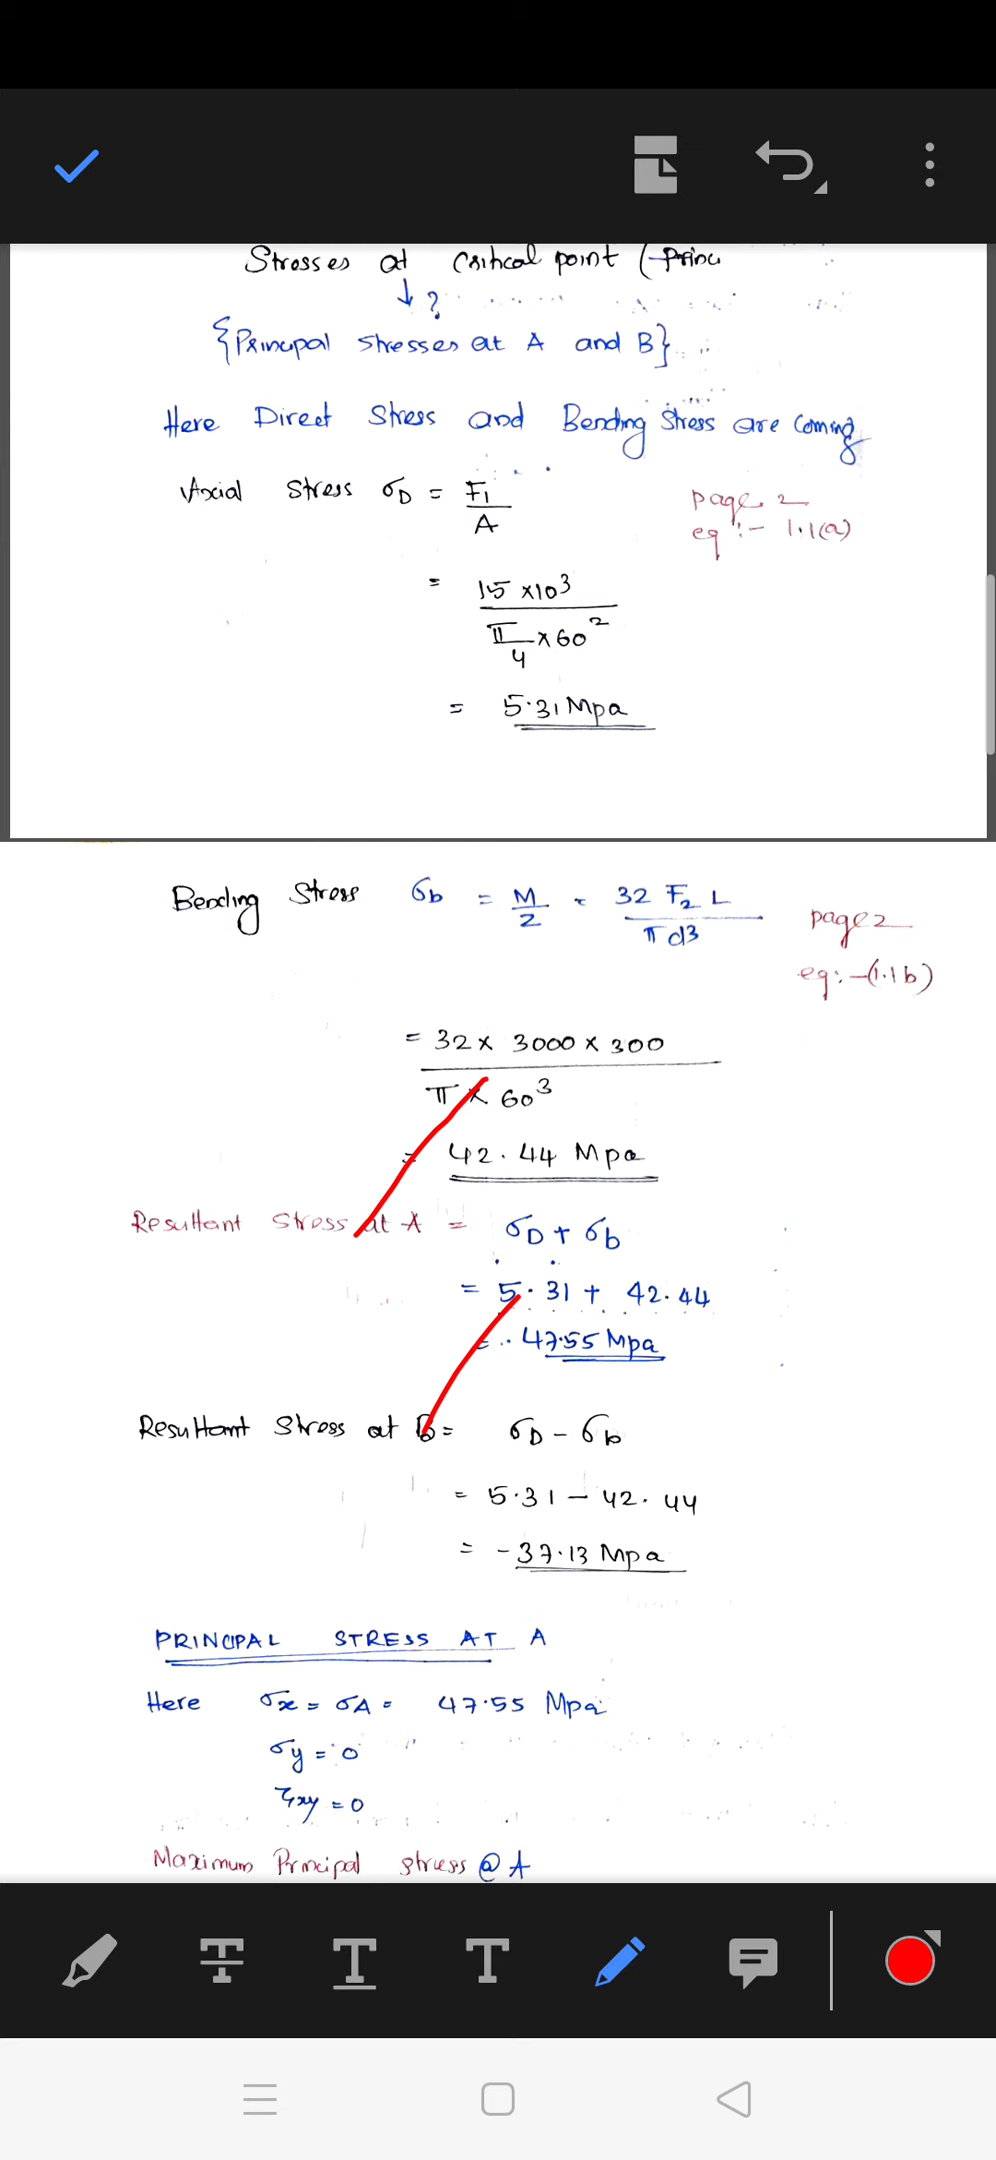 Stresses at critical point (Princ
↓ ?
{Principal stresses at A and B}
Here Direct Stress and Bending Stress are coming
Axial Stress σD = F1/A
page 2
eq :- 1.1(a)
= 15 ×10³ / π/4 ×60²
= 5.31 Mpa
Bending Stress σb = M/Z = 32 F2 L / π d3
page 2
eq:-(1.1b)
= 32 × 3000 × 300 / π × 60³
= 42.44 Mpa
Resultant Stress at A = σD + σb
= 5.31 + 42.44
= 47.55 Mpa
Resultant Stress at B = σD - σb
= 5.31 - 42.44
= -37.13 Mpa
PRINCIPAL STRESS AT A
Here σx = σA = 47.55 Mpa
σy = 0
τxy = 0
Maximum Principal stress @ A
T T T